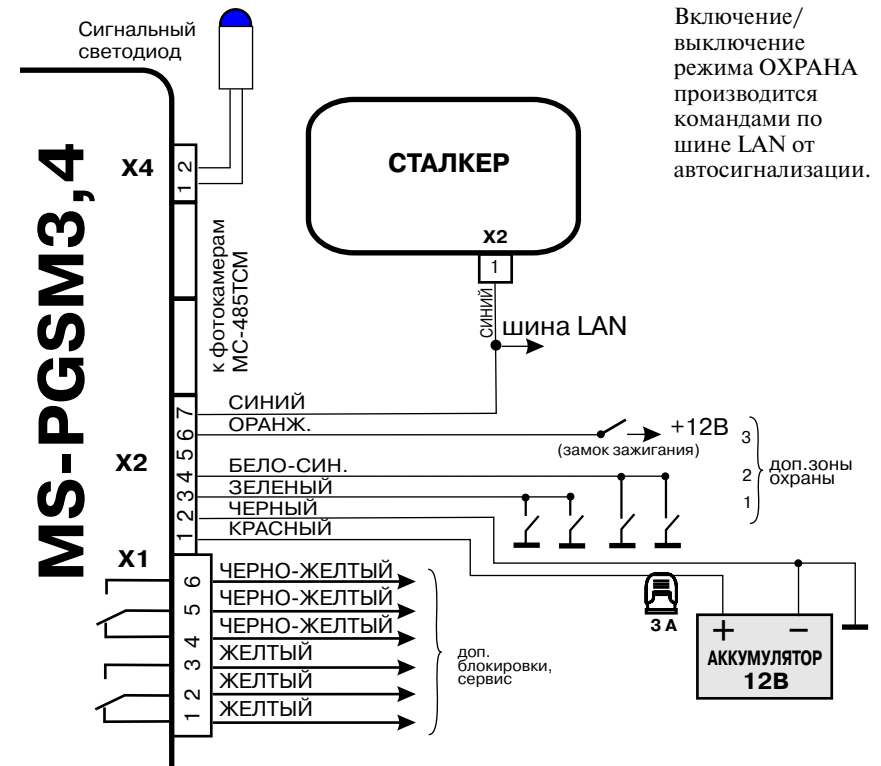 Сигнальный
светодиод
Включение/
выключение
режима ОХРАНА
производится
командами по
шине LAN от
автосигнализации.
MS-PGSM3,4
X4
2
1
СТАЛКЕР
X2
1
СИНИЙ
шина LAN
к фотокамерам
МС-485ТСМ
X2
7
6
5
4
3
2
1
СИНИЙ
ОРАНЖ.
+12В
(замок зажигания)
3
2
1
доп.зоны
охраны
БЕЛО-СИН.
ЗЕЛЕНЫЙ
ЧЕРНЫЙ
КРАСНЫЙ
X1
6
5
4
3
2
1
ЧЕРНО-ЖЕЛТЫЙ
ЧЕРНО-ЖЕЛТЫЙ
ЧЕРНО-ЖЕЛТЫЙ
ЖЕЛТЫЙ
ЖЕЛТЫЙ
ЖЕЛТЫЙ
доп.
блокировки,
сервис
3 А
+ −
АККУМУЛЯТОР
12В